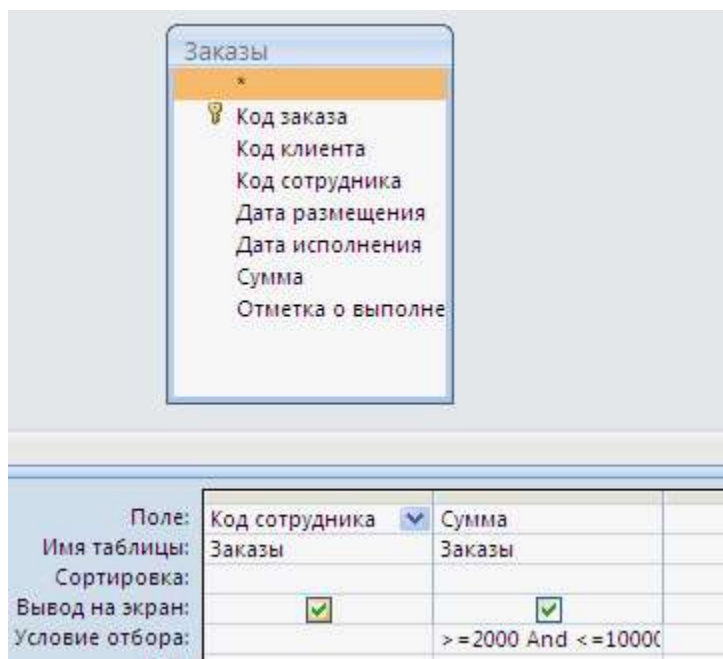 Заказы
*
Код заказа
Код клиента
Код сотрудника
Дата размещения
Дата исполнения
Сумма
Отметка о выполне
Поле: Код сотрудника Сумма
Имя таблицы: Заказы Заказы
Сортировка:
Вывод на экран:
Условие отбора: >=2000 And <=10000